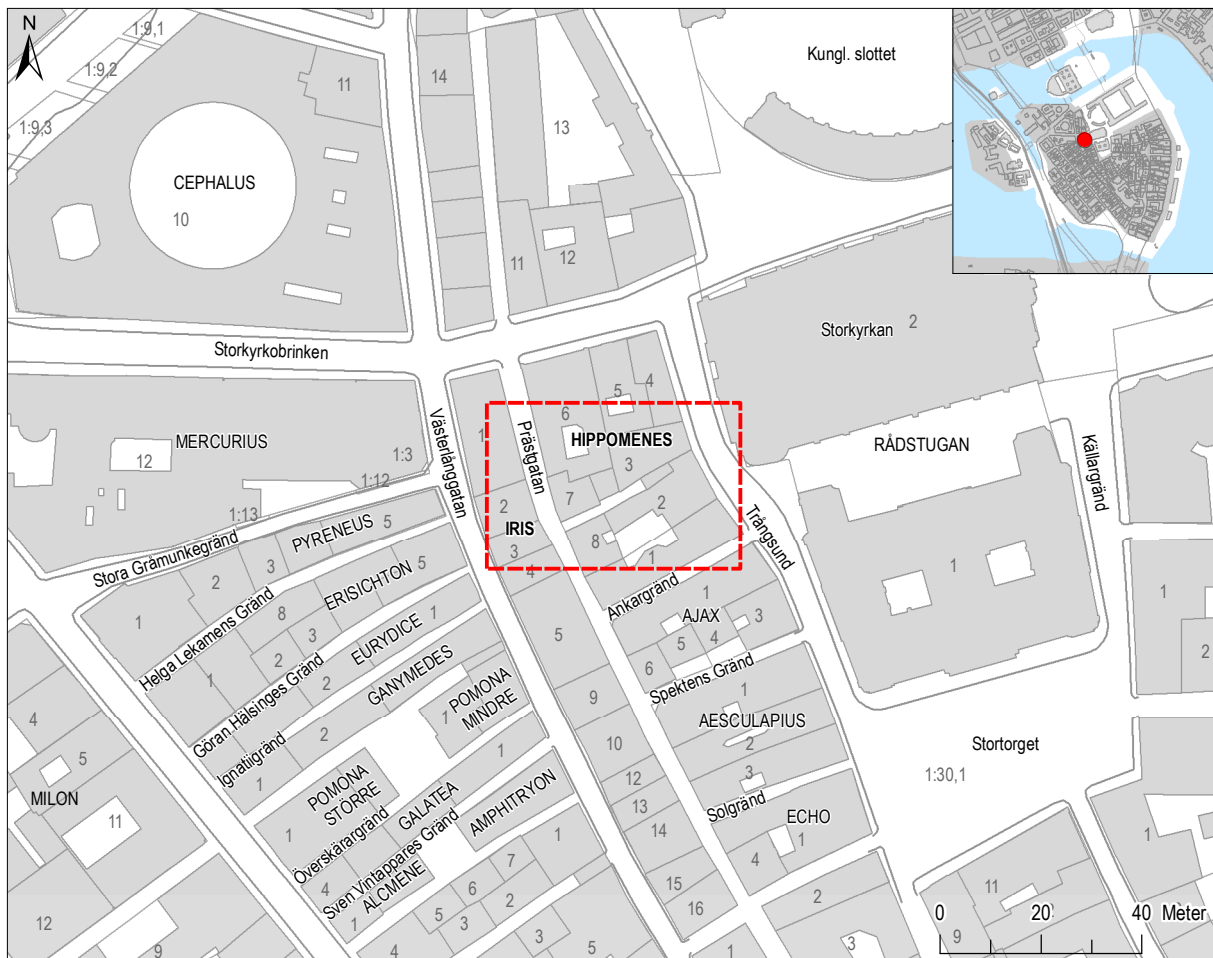 N
1:9,1
1:9,2
1:9,3
11
14
13
Kungl. slottet
CEPHALUS
10
11
12
Storkyrkobrinken
Storkyrkan
2
MERCURIUS
12
1:3
1:12
1:13
Västerlånggatan
Prästgatan
1
6
5
4
HIPPOMENES
3
7
2
8
1
2
IRIS
3
4
RÅDSTUGAN
1
Källargränd
Trångsund
1
2
Stora Gråmunkegränd
PYRENEUS
5
1
2
3
Helga Lekamens Gränd
ERISICHTON
5
8
3
2
1
Göran Hälsinges Gränd
EURYDICE
1
2
Ignatiigränd
GANYMEDES
2
1
POMONA
MINDRE
1
POMONA
STÖRRE
1
Överskärargränd
GALATEA
1
4
Sven Vintappares Gränd
AMPHITRYON
ALCMENE
1
Ankargränd
1
AJAX
3
4
5
6
Spektens Gränd
1
AESCULAPIUS
2
3
Solgränd
ECHO
1
4
5
9
10
12
13
14
15
16
Stortorget
1:30,1
4
5
MILON
11
12
9
7
6
1
5
2
3
4
3
5
1
2
3
11
9
1
0 20 40 Meter